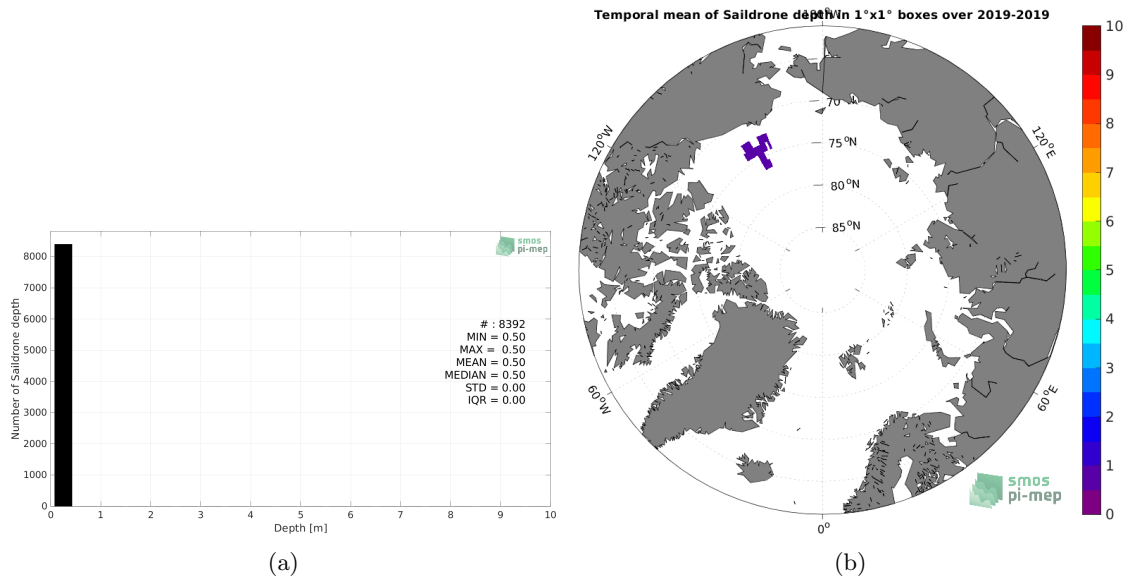 Temporal mean of Saildrone depth in 1°x1° boxes over 2019-2019
180°W
10
9
8
7
6
5
4
3
2
1
0
120°W
120°E
60°W
60°E
0°
70°N
75°N
80°N
85°N
smos
pi-mep
Number of Saildrone depth
8000
7000
6000
5000
4000
3000
2000
1000
0
smos
pi-mep
# : 8392
MIN = 0.50
MAX = 0.50
MEAN = 0.50
MEDIAN = 0.50
STD = 0.00
IQR = 0.00
0 1 2 3 4 5 6 7 8 9 10
Depth [m]
(a)
(b)